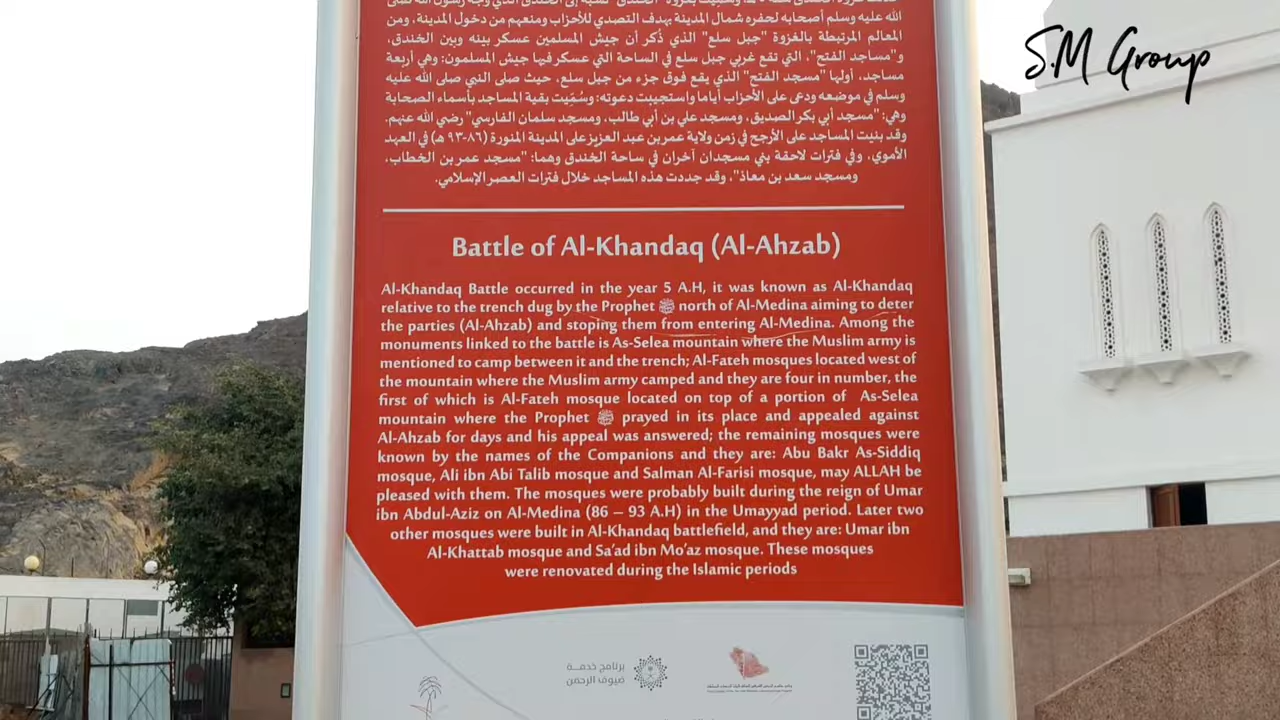 الله عليه وسلم أصحابه لحفره شمال المدينة بهدف التصدي للأحزاب ومنعهم من دخول المدينة، ومن
المعالم المرتبطة بالغزوة "جبل سلع" الذي ذُكر أن جيش المسلمين عسكر بينه وبين الخندق،
و"مساجد الفتح"، التي تقع غربي جبل سلع في الساحة التي عسكر فيها جيش المسلمون: وهي أربعة
مساجد، أولها "مسجد الفتح" الذي يقع فوق جزء من جبل سلع، حيث صلى النبي صلى الله عليه
وسلم في موضعه ودعى على الأحزاب أياما واستجيبت دعوته: وسُمّيت بقية المساجد بأسماء الصحابة
وهي: "مسجد أبي بكر الصديق، ومسجد علي بن أبي طالب، ومسجد سلمان الفارسي" رضي الله عنهم.
وقد بنيت المساجد على الأرجح في زمن ولاية عمر بن عبد العزيز على المدينة المنورة (٨٦-٩٣ هـ) في العهد
الأموي، وفي فترات لاحقة بني مسجدان آخران في ساحة الخندق وهما: "مسجد عمر بن الخطاب،
ومسجد سعد بن معاذ"، وقد جددت هذه المساجد خلال فترات العصر الإسلامي.
Battle of Al-Khandaq (Al-Ahzab)
Al-Khandaq Battle occurred in the year 5 A.H, it was known as Al-Khandaq
relative to the trench dug by the Prophet ﷺ north of Al-Medina aiming to deter
the parties (Al-Ahzab) and stoping them from entering Al-Medina. Among the
monuments linked to the battle is As-Selea mountain where the Muslim army is
mentioned to camp between it and the trench; Al-Fateh mosques located west of
the mountain where the Muslim army camped and they are four in number, the
first of which is Al-Fateh mosque located on top of a portion of As-Selea
mountain where the Prophet ﷺ prayed in its place and appealed against
Al-Ahzab for days and his appeal was answered; the remaining mosques were
known by the names of the Companions and they are: Abu Bakr As-Siddiq
mosque, Ali ibn Abi Talib mosque and Salman Al-Farisi mosque, may ALLAH be
pleased with them. The mosques were probably built during the reign of Umar
ibn Abdul-Aziz on Al-Medina (86 – 93 A.H) in the Umayyad period. Later two
other mosques were built in Al-Khandaq battlefield, and they are: Umar ibn
Al-Khattab mosque and Sa'ad ibn Mo'az mosque. These mosques
were renovated during the Islamic periods
برنامج خدمة
ضيوف الرحمن
S.M Group